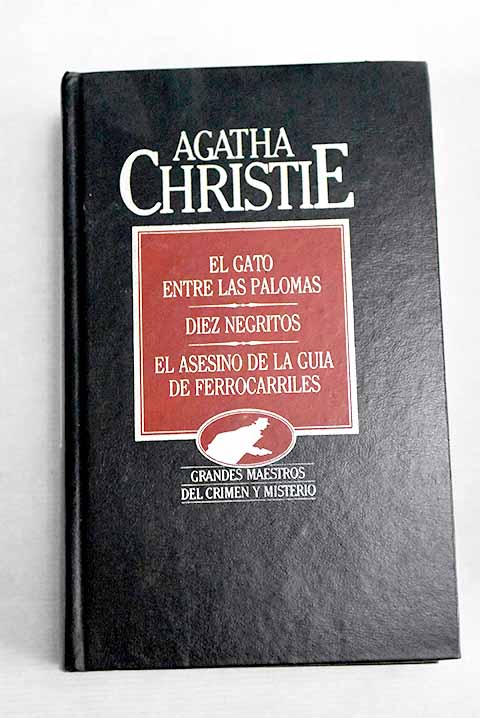 AGATHA
CHRISTIE
EL GATO
ENTRE LAS PALOMAS
DIEZ NEGRITOS
EL ASESINO DE LA GUIA
DE FERROCARRILES
GRANDES MAESTROS
DEL CRIMEN Y MISTERIO